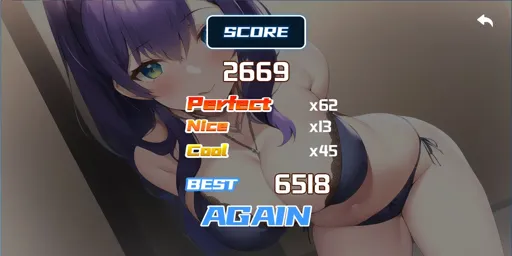 SCORE
2669
Perfect x62
Nice x13
Cool x45
BEST 6518
AGAIN